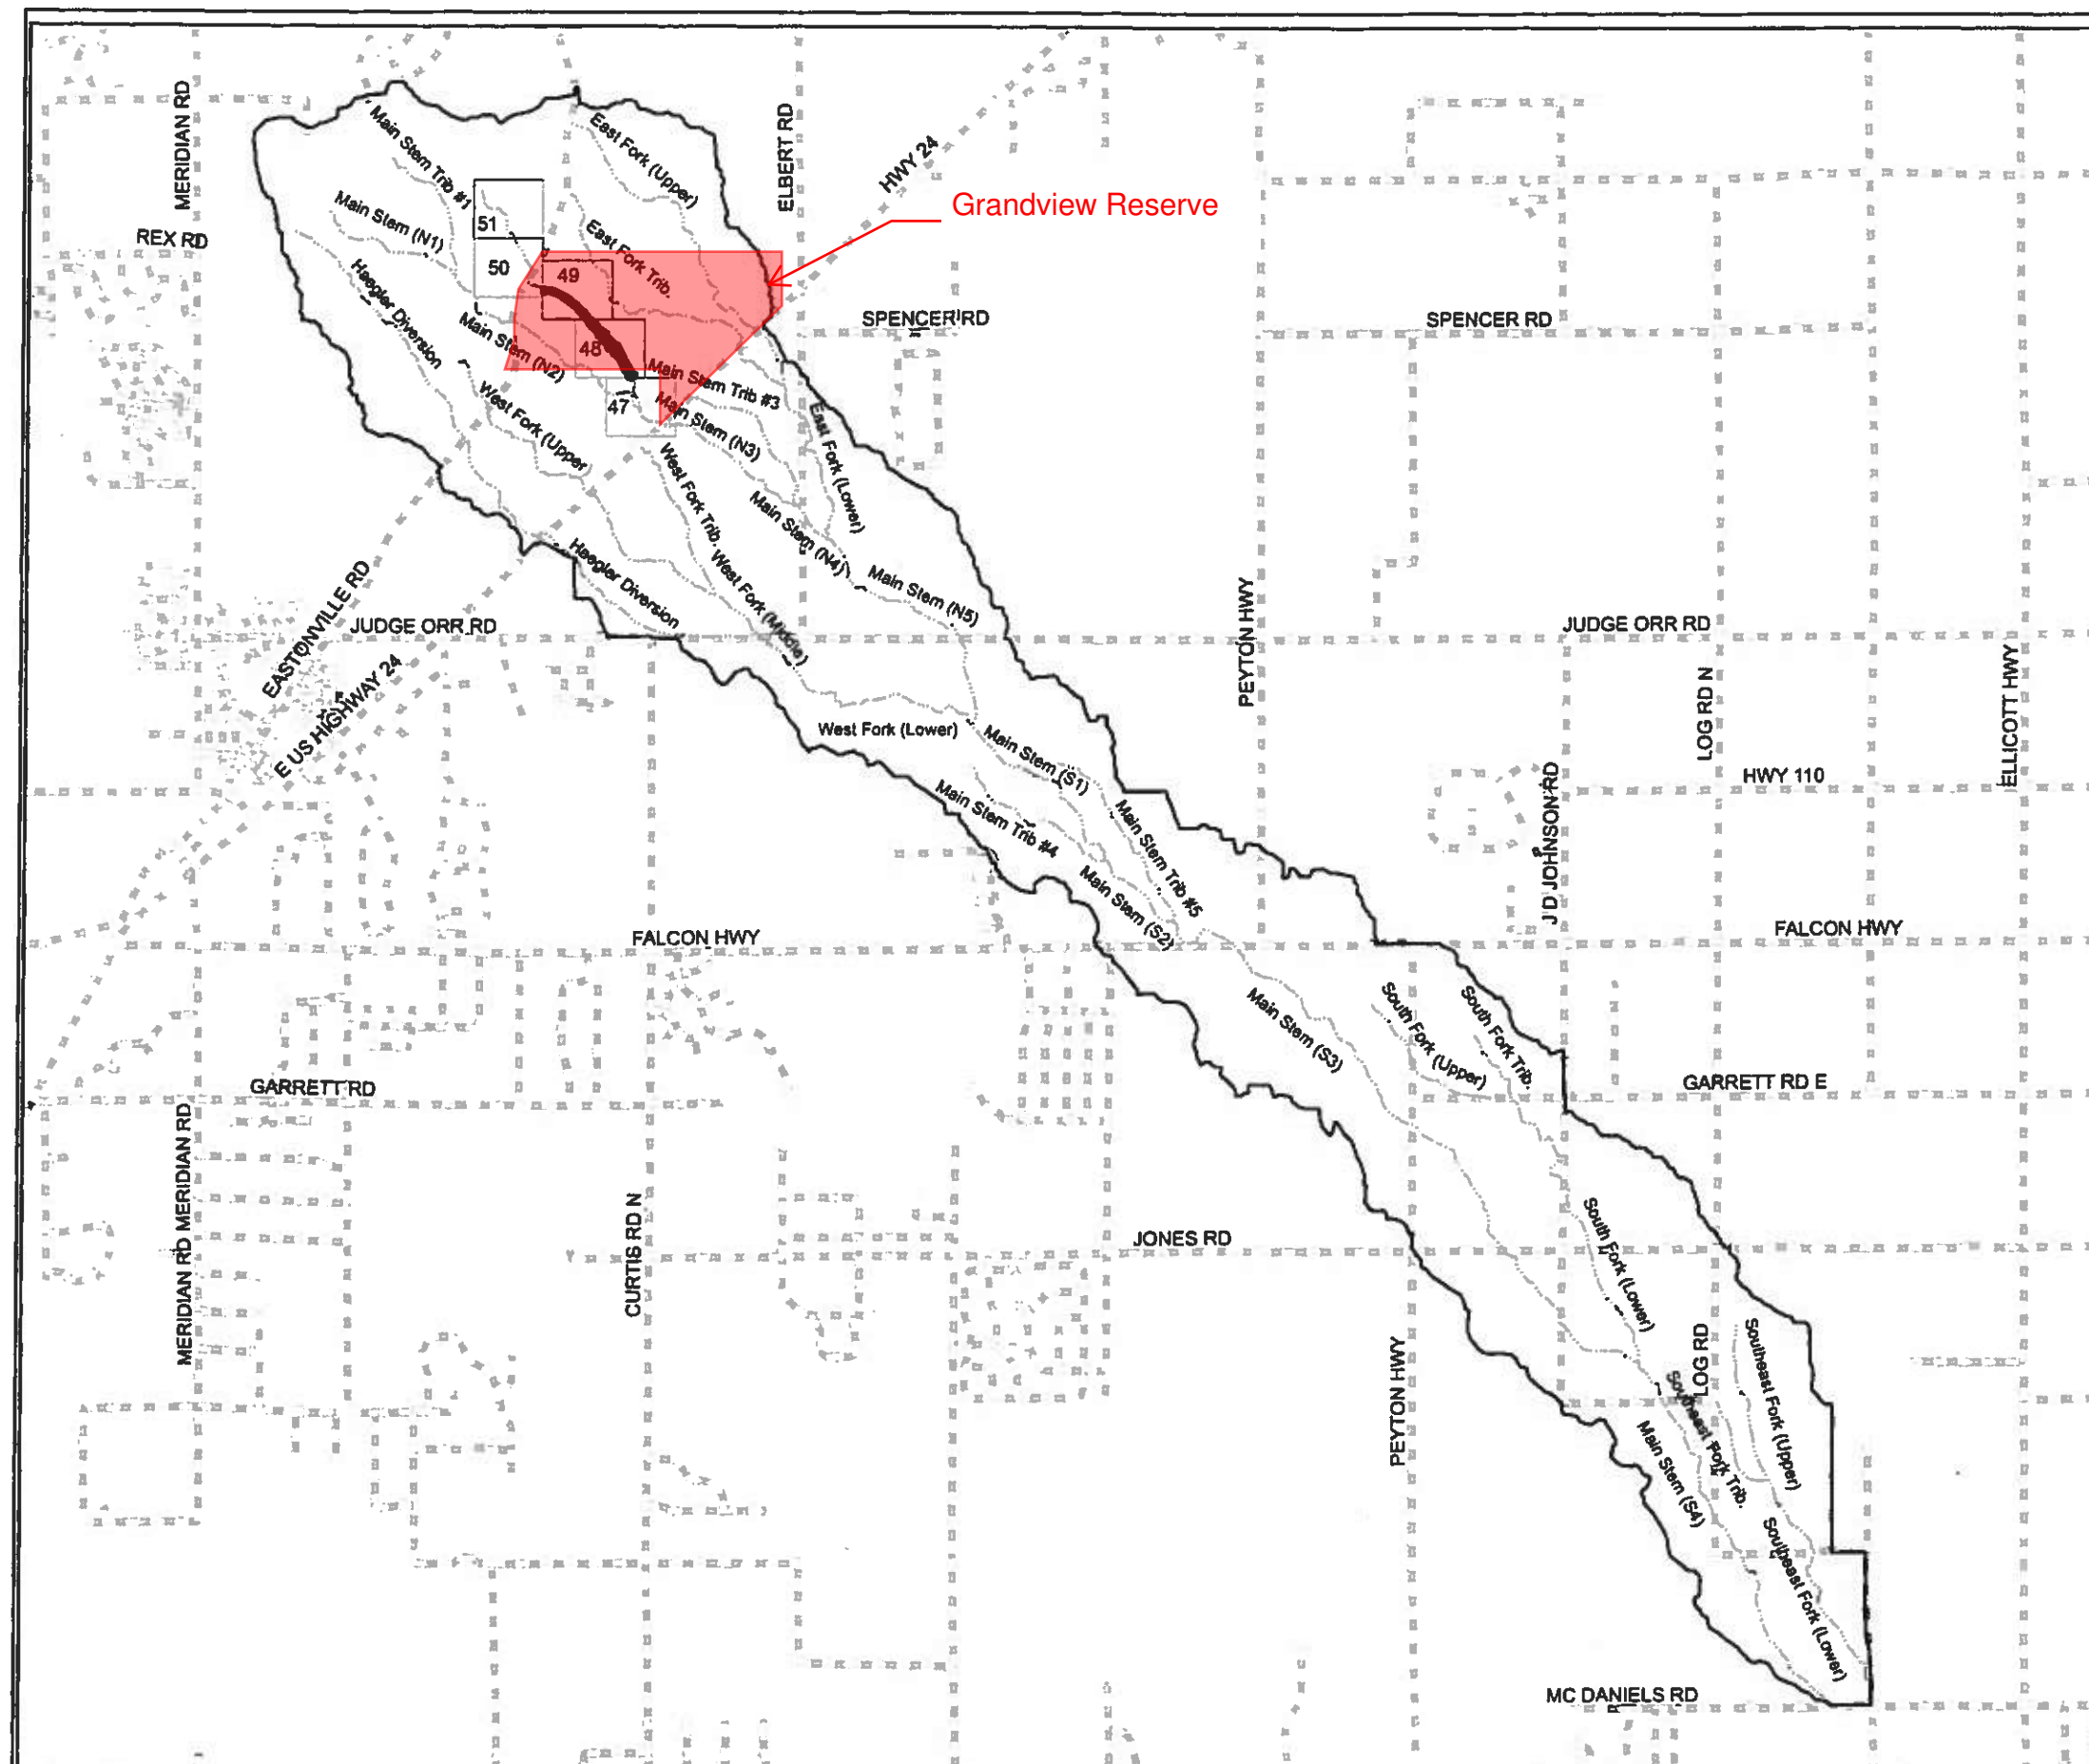 MERIDIAN RD
Main Stem Trib #1
East Fork (Upper)
ELBERT RD
HWY 24
Grandview Reserve
Main Stem (N1)
REX RD
51
50
49
East Fork Trib.
Haegler Diversion
Main Stem (N2)
48
SPENCER RD
SPENCER RD
Main Stem Trib #3
47
Main Stem (N3)
West Fork (Upper)
East Fork (Lower)
West Fork Trib.
Main Stem (N4)
Haegler Diversion
West Fork (Middle)
Main Stem (N5)
EASTONVILLE RD
JUDGE ORR RD
PEYTON HWY
JUDGE ORR RD
E US HIGHWAY 24
LOG RD N
ELLICOTT HWY
West Fork (Lower)
Main Stem (S1)
HWY 110
Main Stem Trib #4
Main Stem Trib #5
J D JOHNSON RD
Main Stem (S2)
FALCON HWY
FALCON HWY
Main Stem (S3)
South Fork (Upper)
South Fork Trib.
GARRETT RD
GARRETT RD E
MERIDIAN RD MERIDIAN RD
CURTIS RD N
JONES RD
South Fork (Lower)
PEYTON HWY
LOG RD
Southeast Fork (Upper)
Southeast Fork Trib.
Main Stem (S4)
Southeast Fork (Lower)
MC DANIELS RD